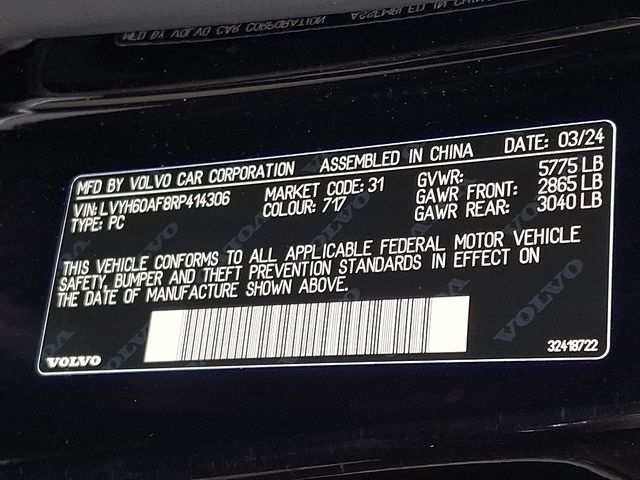 MFD BY VOLVO CAR CORPORATION ASSEMBLED IN CHINA DATE: 03/24
VIN: LVYH60AF8RP414306 MARKET CODE: 31 GVWR: 5775 LB
TYPE: PC COLOUR: 717 GAWR FRONT: 2865 LB
GAWR REAR: 3040 LB
THIS VEHICLE CONFORMS TO ALL APPLICABLE FEDERAL MOTOR VEHICLE
SAFETY, BUMPER AND THEFT PREVENTION STANDARDS IN EFFECT ON
THE DATE OF MANUFACTURE SHOWN ABOVE.
VOLVO 32419722